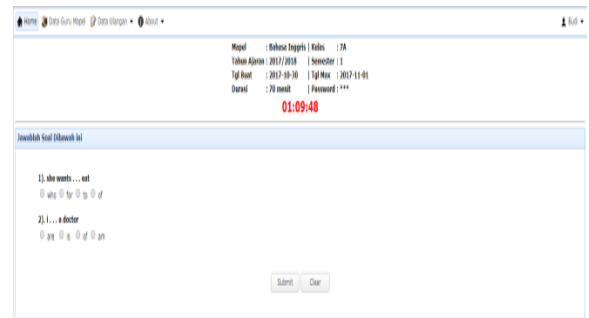 Home Data Guru Mapel Data Ulangan About Budi
Mapel : Bahasa Inggris | Kelas : 7A
Tahun Ajaran : 2017/2018 | Semester : 1
Tgl Buat : 2017-10-30 | Tgl Max : 2017-11-01
Durasi : 70 menit | Password : ***
01:09:48
Jawablah Soal Dibawah ini
1). she wants . . . eat
who for to of
2). i . . . a doctor
are is of am
Submit Clear